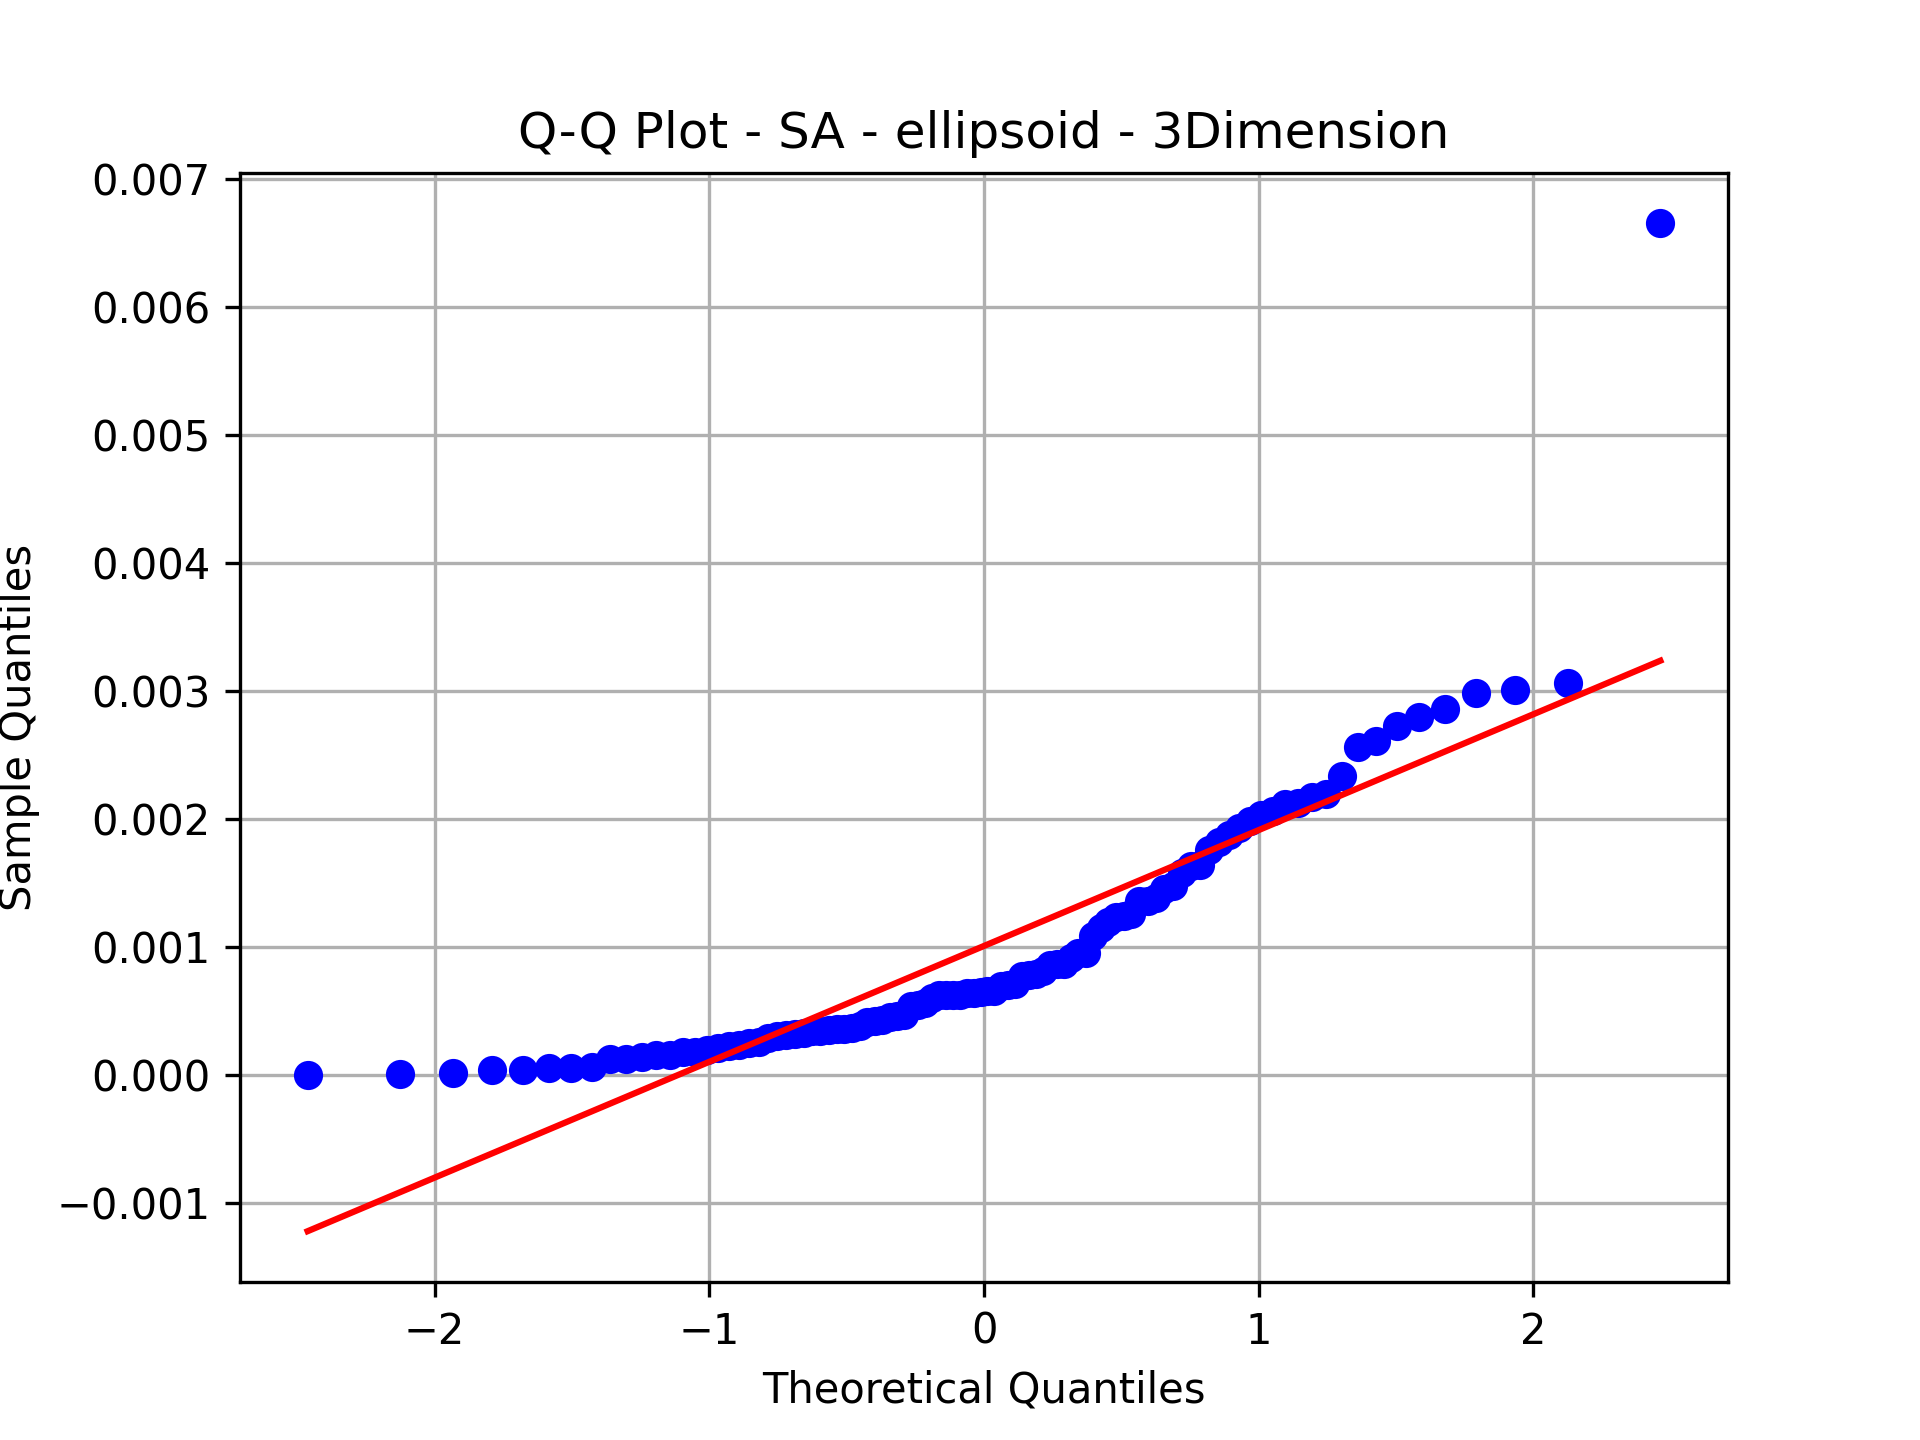 Q-Q Plot - SA - ellipsoid - 3Dimension
0.007
0.006
0.005
0.004
0.003
0.002
0.001
0.000
−0.001
Sample Quantiles
−2 −1 0 1 2
Theoretical Quantiles